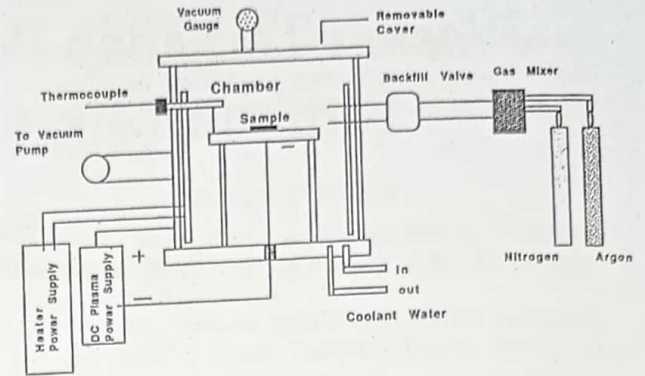 Vacuum
Gauge
Removable
Cover
Chamber
Backfill Valve
Gas Mixer
Thermocouple
Sample
To Vacuum
Pump
−
+
−
Heater
Power Supply
DC Plasma
Power Supply
In
out
Coolant Water
Nitrogen
Argon